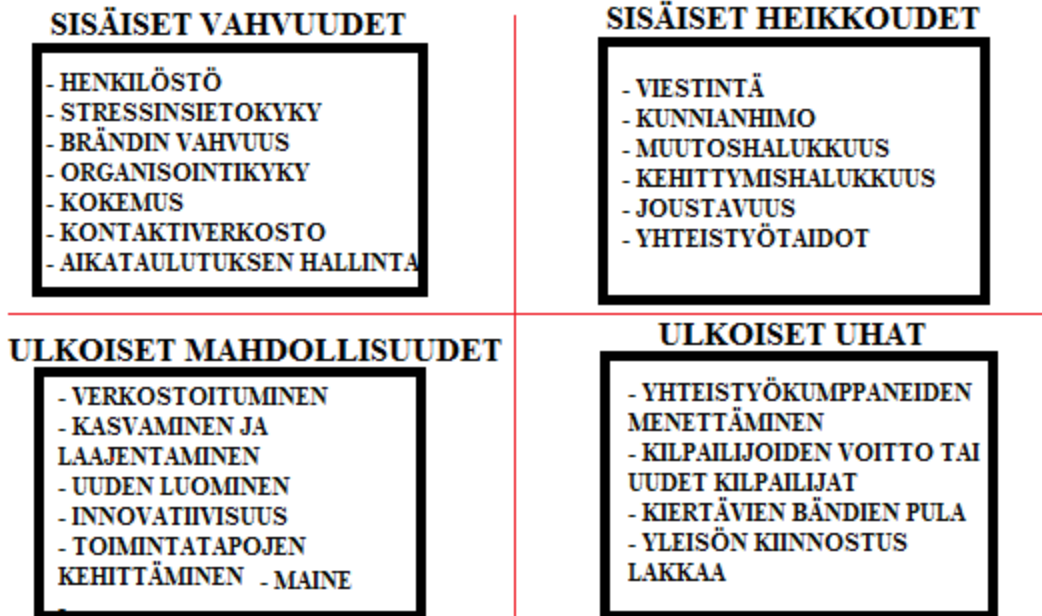 SISÄISET VAHVUUDET
- HENKILÖSTÖ
- STRESSINSIETOKYKY
- BRÄNDIN VAHVUUS
- ORGANISOINTIKYKY
- KOKEMUS
- KONTAKTIVERKOSTO
- AIKATAULUTUKSEN HALLINTA
SISÄISET HEIKKOUDET
- VIESTINTÄ
- KUNNIANHIMO
- MUUTOSHALUKKUUS
- KEHITTYMISHALUKKUUS
- JOUSTAVUUS
- YHTEISTYÖTAIDOT
ULKOISET MAHDOLLISUUDET
- VERKOSTOITUMINEN
- KASVAMINEN JA
LAAJENTAMINEN
- UUDEN LUOMINEN
- INNOVATIIVISUUS
- TOIMINTATAPOJEN
KEHITTÄMINEN - MAINE
-
ULKOISET UHAT
- YHTEISTYÖKUMPPANEIDEN
MENETTÄMINEN
- KILPAILIJOIDEN VOITTO TAI
UUDET KILPAILIJAT
- KIERTÄVIEN BÄNDIEN PULA
- YLEISÖN KIINNOSTUS
LAKKAA